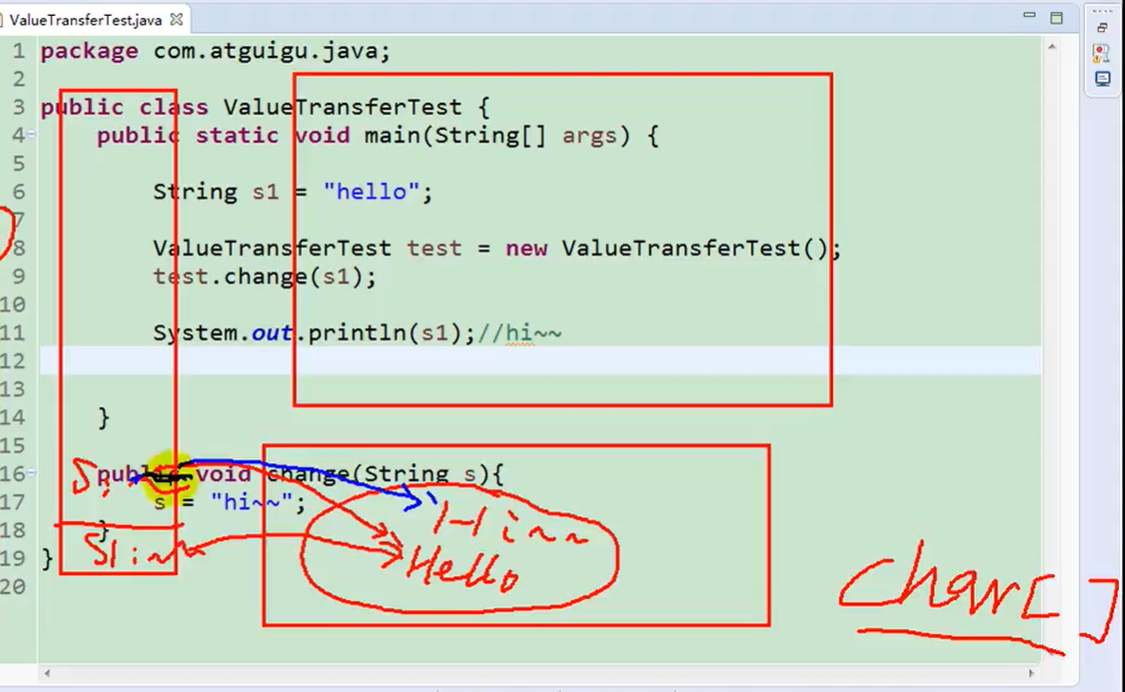 ValueTransferTest.java
1 package com.atguigu.java;
2
3 public class ValueTransferTest {
4 public static void main(String[] args) {
5
6 String s1 = "hello";
7
8 ValueTransferTest test = new ValueTransferTest();
9 test.change(s1);
10
11 System.out.println(s1);//hi~~
12
13
14 }
15
16 public void change(String s){
17 s = "hi~~";
18 }
19 }
20
S:
Hi~~
S1:
Hello
char[]